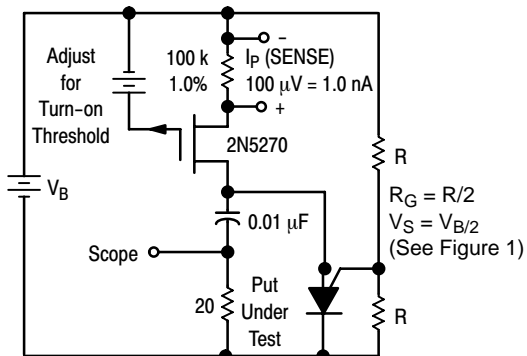 Adjust
for
Turn–on
Threshold
100 k
1.0%
–
IP (SENSE)
100 μV = 1.0 nA
+
2N5270
R
VB
RG = R/2
VS = VB/2
(See Figure 1)
0.01 μF
Scope
20
Put
Under
Test
R